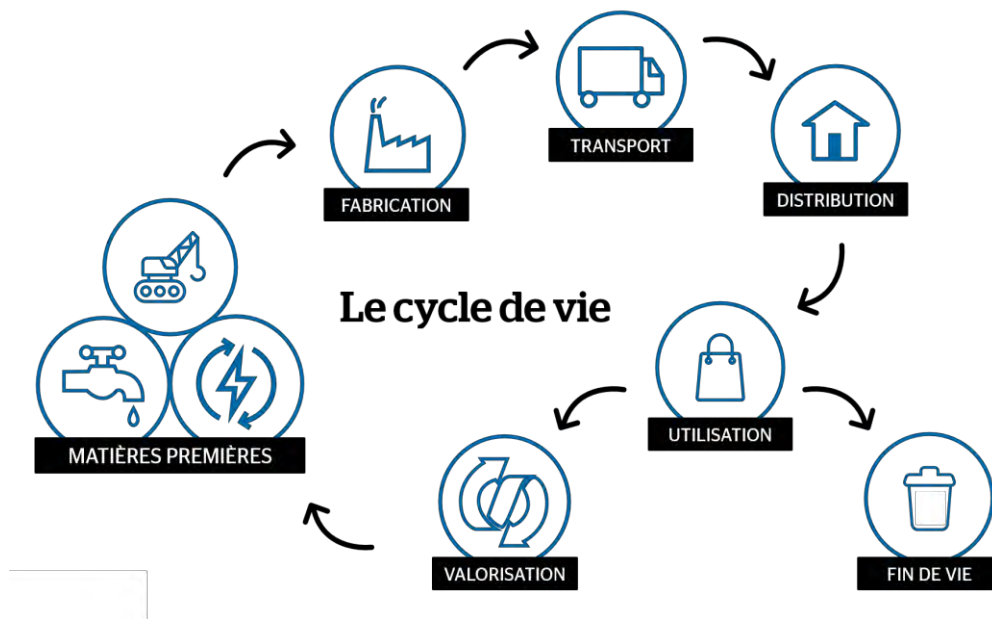 TRANSPORT
FABRICATION
DISTRIBUTION
Le cycle de vie
MATIÈRES PREMIÈRES
UTILISATION
VALORISATION
FIN DE VIE